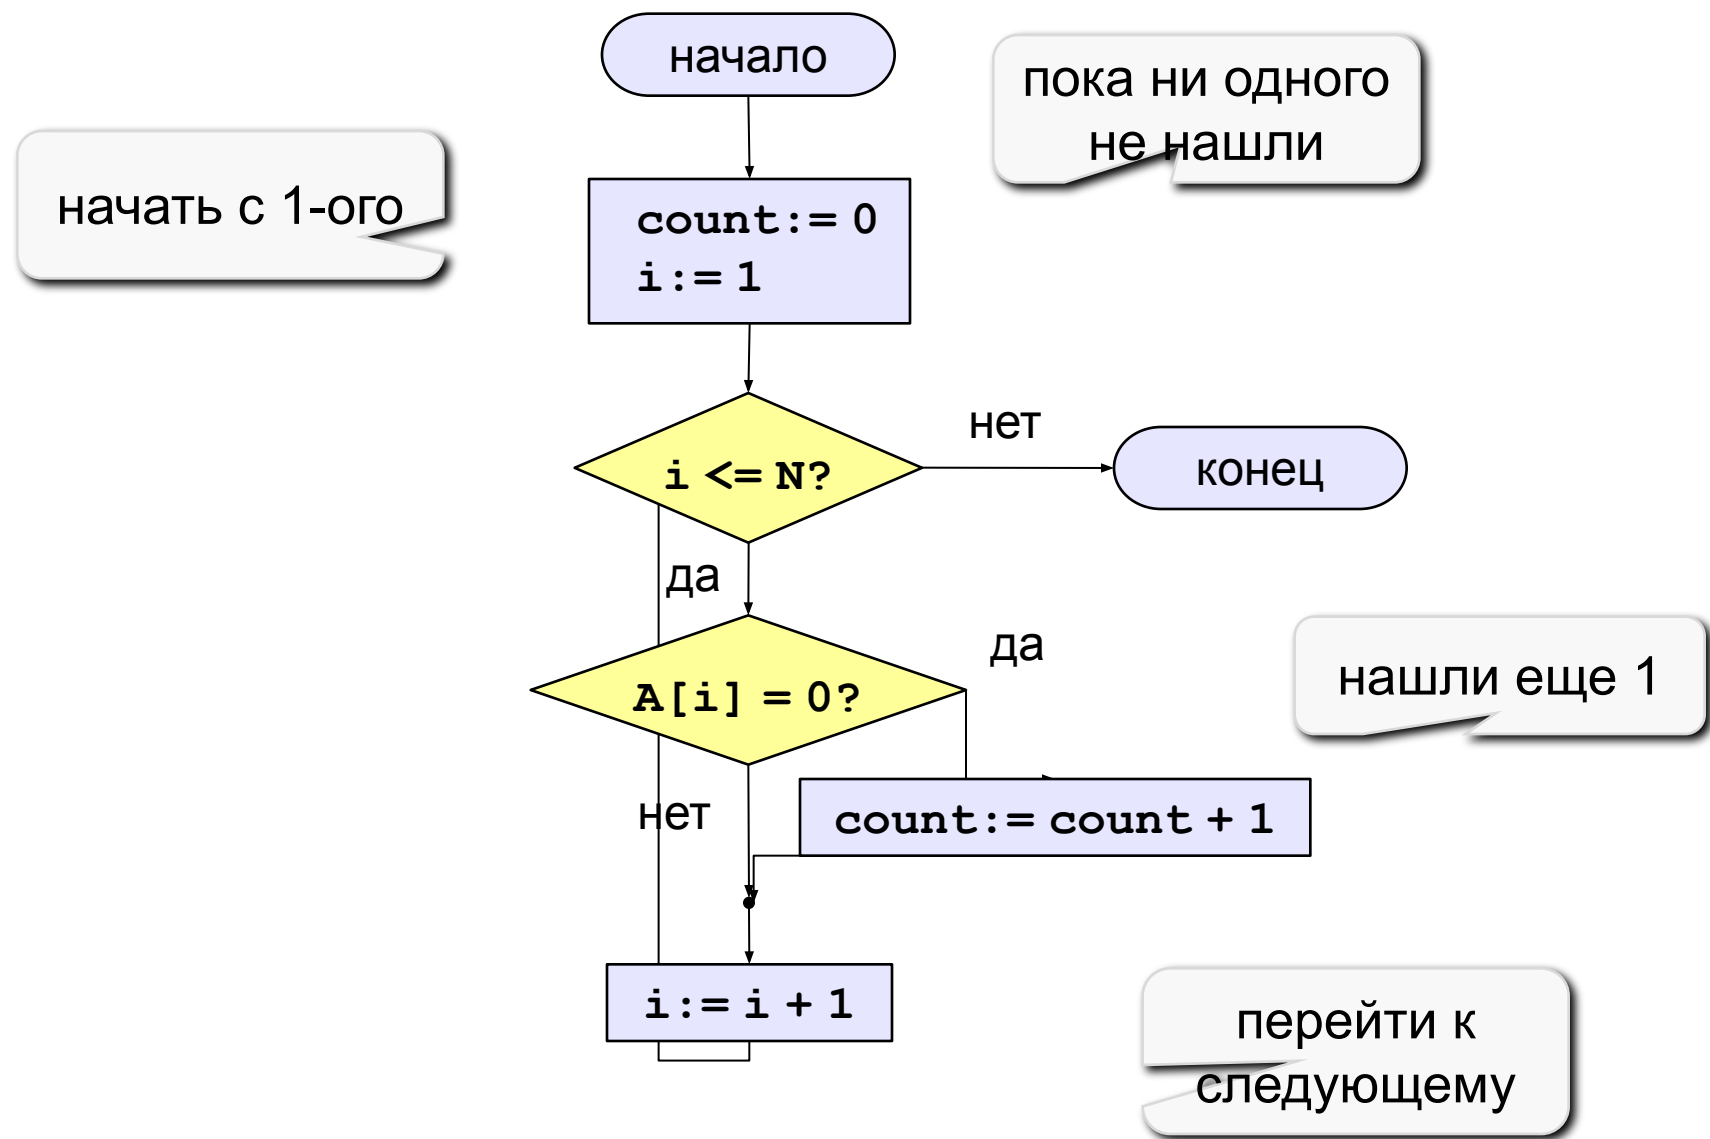 начало
пока ни одного
не нашли
начать с 1-ого
count:= 0
i:= 1
нет
i <= N?
конец
да
да
A[i] = 0?
нашли еще 1
нет
count:= count + 1
i:= i + 1
перейти к
следующему